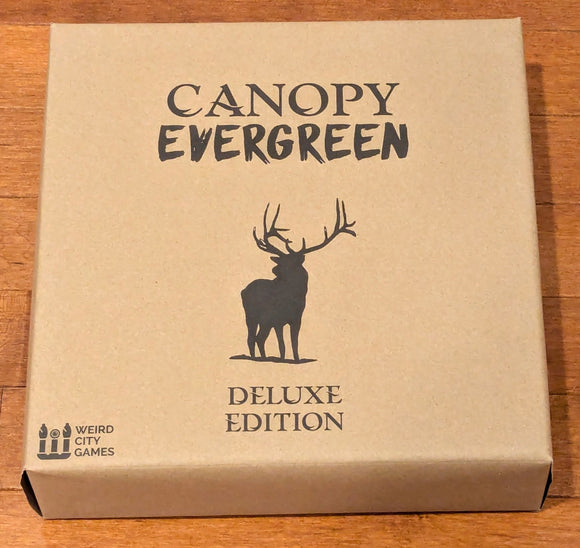 CANOPY
EVERGREEN
DELUXE
EDITION
WEIRD
CITY
GAMES